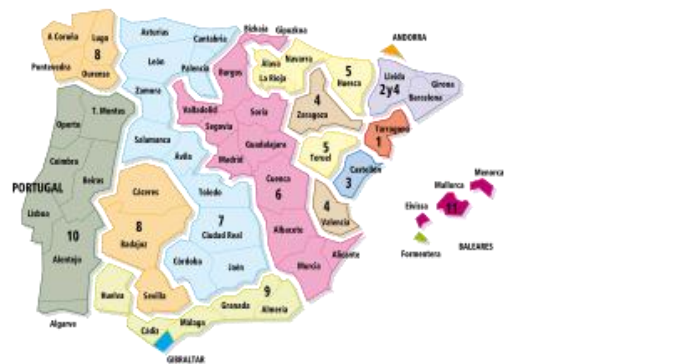 Bizkaia Gipuzkoa
A Coruña Lugo
Asturias
Cantabria
ANDORRA
8
León
Palencia
Burgos
Álava Navarra
La Rioja
5
Huesca
Lleida
2y4
Girona
Barcelona
Pontevedra
Ourense
Zamora
Valladolid
Soria
4
Zaragoza
Oporto
T. Montes
Segovia
Tarragona
1
Salamanca
Guadalajara
5
Teruel
Coimbra
Ávila
Madrid
Castellón
3
Menorca
PORTUGAL
Beiras
Cáceres
Toledo
Cuenca
6
Mallorca
11
Eivissa
Lisboa
8
7
Ciudad Real
4
Valencia
10
Badajoz
Albacete
BALEARES
Alentejo
Córdoba
Jaén
Murcia
Alicante
Formentera
Huelva
Sevilla
9
Granada
Almería
Algarve
Cádiz
Málaga
GIBRALTAR